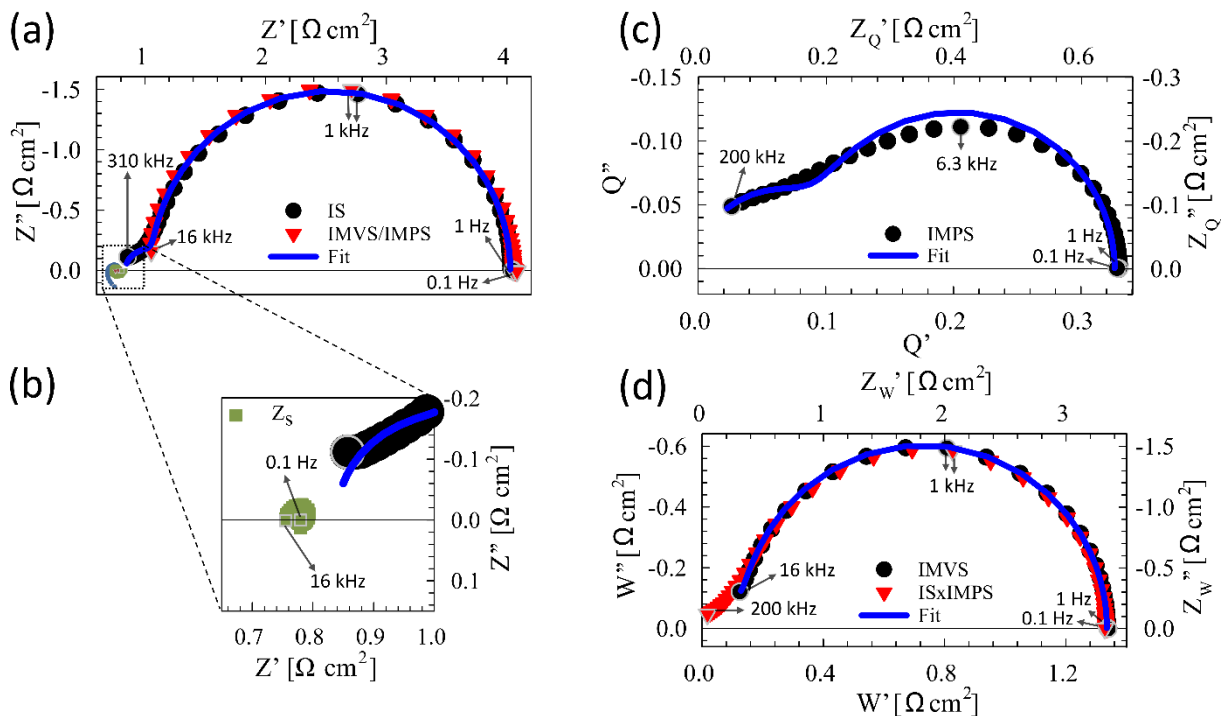 (a)
Z' [Ω cm²]
1 2 3 4
-1.5
-1.0
-0.5
0.0
Z'' [Ω cm²]
310 kHz
1 kHz
IS
IMVS/IMPS
Fit
16 kHz
1 Hz
0.1 Hz
(b)
Z_S
0.1 Hz
16 kHz
-0.2
-0.1
0.0
0.1
Z'' [Ω cm²]
0.7 0.8 0.9 1.0
Z' [Ω cm²]
(c)
Z_Q' [Ω cm²]
0.0 0.2 0.4 0.6
-0.15
-0.10
-0.05
0.00
Q''
200 kHz
6.3 kHz
IMPS
Fit
1 Hz
0.1 Hz
-0.3
-0.2
-0.1
0.0
Z_Q'' [Ω cm²]
0.0 0.1 0.2 0.3
Q'
(d)
Z_W' [Ω cm²]
0 1 2 3
-0.6
-0.4
-0.2
0.0
W'' [Ω cm²]
1 kHz
16 kHz
200 kHz
IMVS
ISxIMPS
Fit
1 Hz
0.1 Hz
-1.5
-1.0
-0.5
0.0
Z_W'' [Ω cm²]
0.0 0.4 0.8 1.2
W' [Ω cm²]